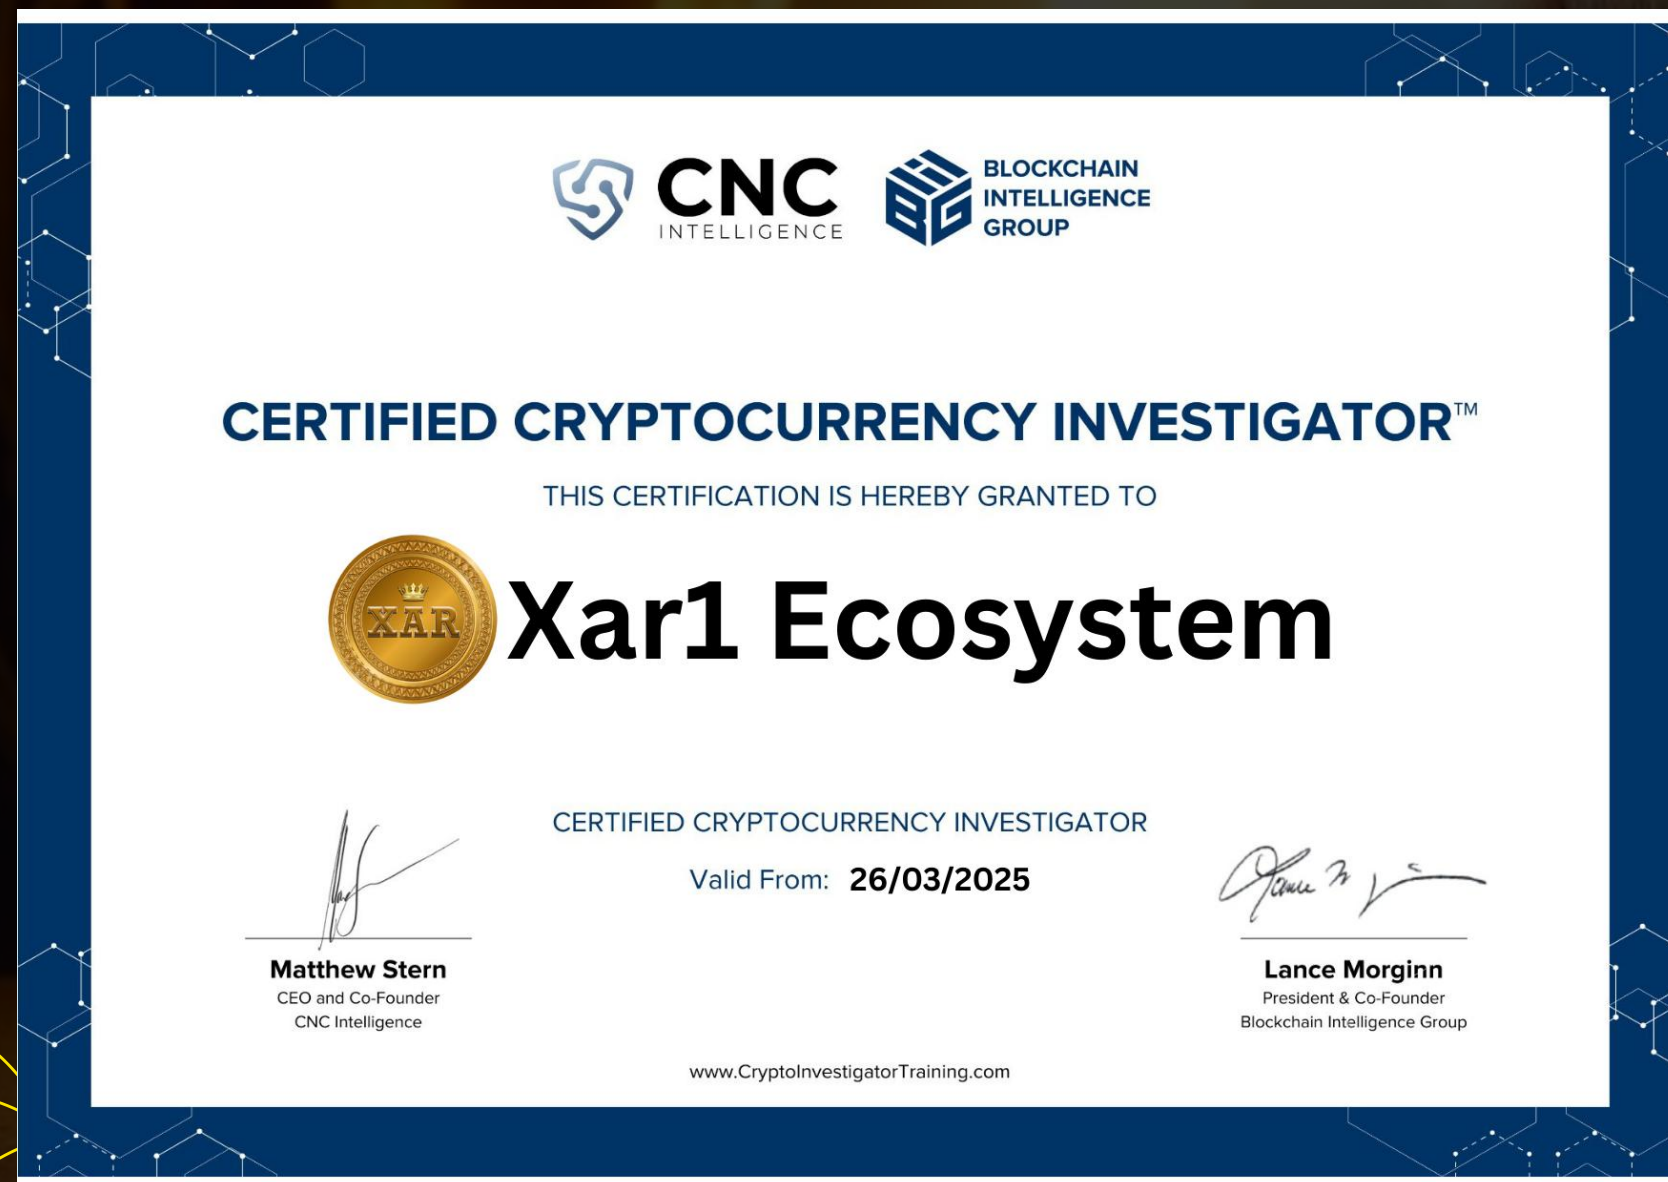 CNC
INTELLIGENCE
BIG
BLOCKCHAIN
INTELLIGENCE
GROUP
CERTIFIED CRYPTOCURRENCY INVESTIGATOR™
THIS CERTIFICATION IS HEREBY GRANTED TO
XAR
Xar1 Ecosystem
CERTIFIED CRYPTOCURRENCY INVESTIGATOR
Valid From: 26/03/2025
Matthew Stern
CEO and Co-Founder
CNC Intelligence
Lance Morginn
President & Co-Founder
Blockchain Intelligence Group
www.CryptoInvestigatorTraining.com